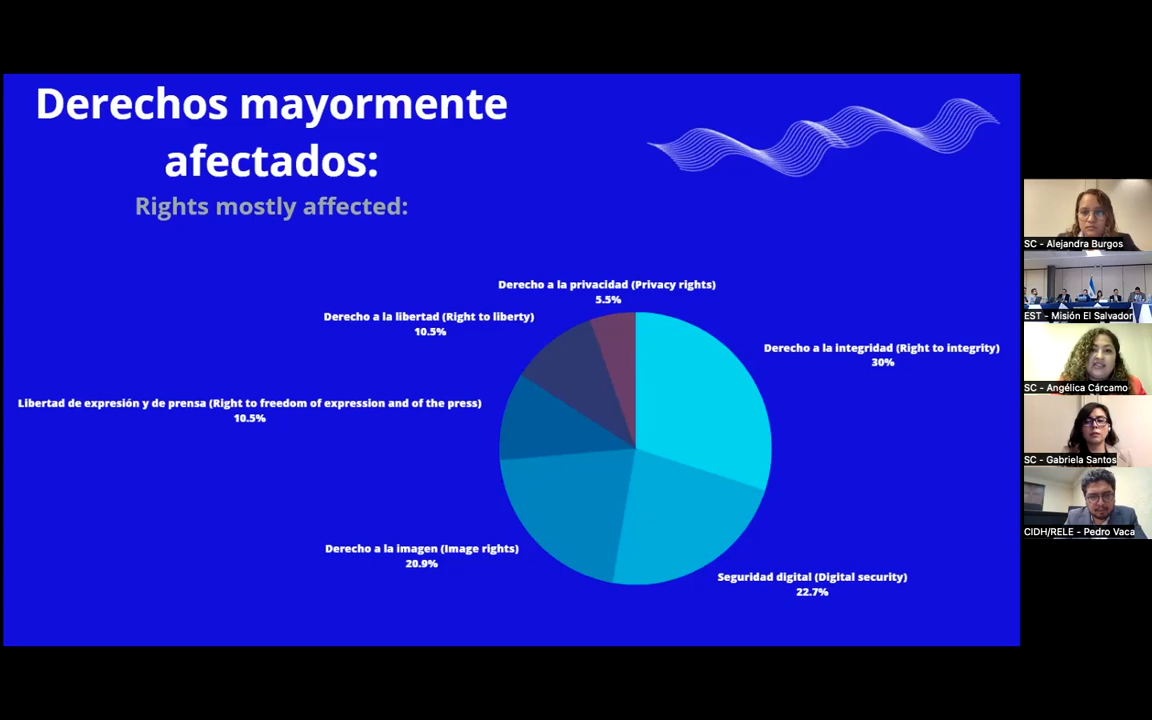 Derechos mayormente
afectados:
Rights mostly affected:
Derecho a la privacidad (Privacy rights)
5.5%
Derecho a la libertad (Right to liberty)
10.5%
Derecho a la integridad (Right to integrity)
30%
Libertad de expresión y de prensa (Right to freedom of expression and of the press)
10.5%
Derecho a la imagen (Image rights)
20.9%
Seguridad digital (Digital security)
22.7%
SC - Alejandra Burgos
EST - Misión El Salvador
SC - Angélica Cárcamo
SC - Gabriela Santos
CIDH/RELE - Pedro Vaca